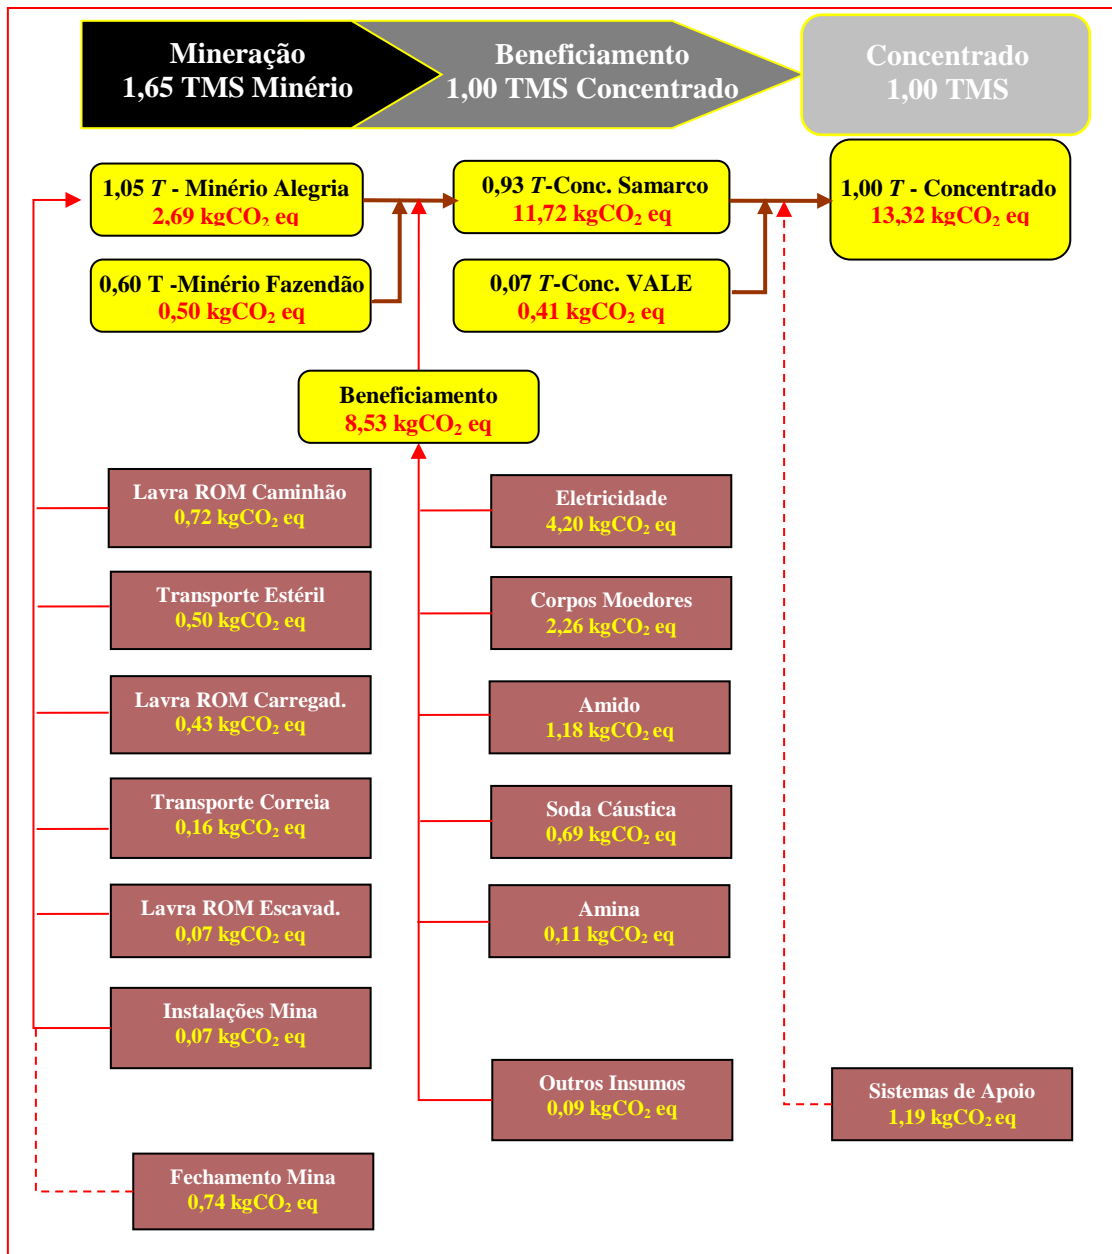 Mineração
1,65 TMS Minério
Beneficiamento
1,00 TMS Concentrado
Concentrado
1,00 TMS
1,05 T - Minério Alegria
2,69 kgCO₂ eq
0,93 T-Conc. Samarco
11,72 kgCO₂ eq
1,00 T - Concentrado
13,32 kgCO₂ eq
0,60 T -Minério Fazendão
0,50 kgCO₂ eq
0,07 T-Conc. VALE
0,41 kgCO₂ eq
Beneficiamento
8,53 kgCO₂ eq
Lavra ROM Caminhão
0,72 kgCO₂ eq
Transporte Estéril
0,50 kgCO₂ eq
Lavra ROM Carregad.
0,43 kgCO₂ eq
Transporte Correia
0,16 kgCO₂ eq
Lavra ROM Escavad.
0,07 kgCO₂ eq
Instalações Mina
0,07 kgCO₂ eq
Fechamento Mina
0,74 kgCO₂ eq
Eletricidade
4,20 kgCO₂ eq
Corpos Moedores
2,26 kgCO₂ eq
Amido
1,18 kgCO₂ eq
Soda Cáustica
0,69 kgCO₂ eq
Amina
0,11 kgCO₂ eq
Outros Insumos
0,09 kgCO₂ eq
Sistemas de Apoio
1,19 kgCO₂ eq